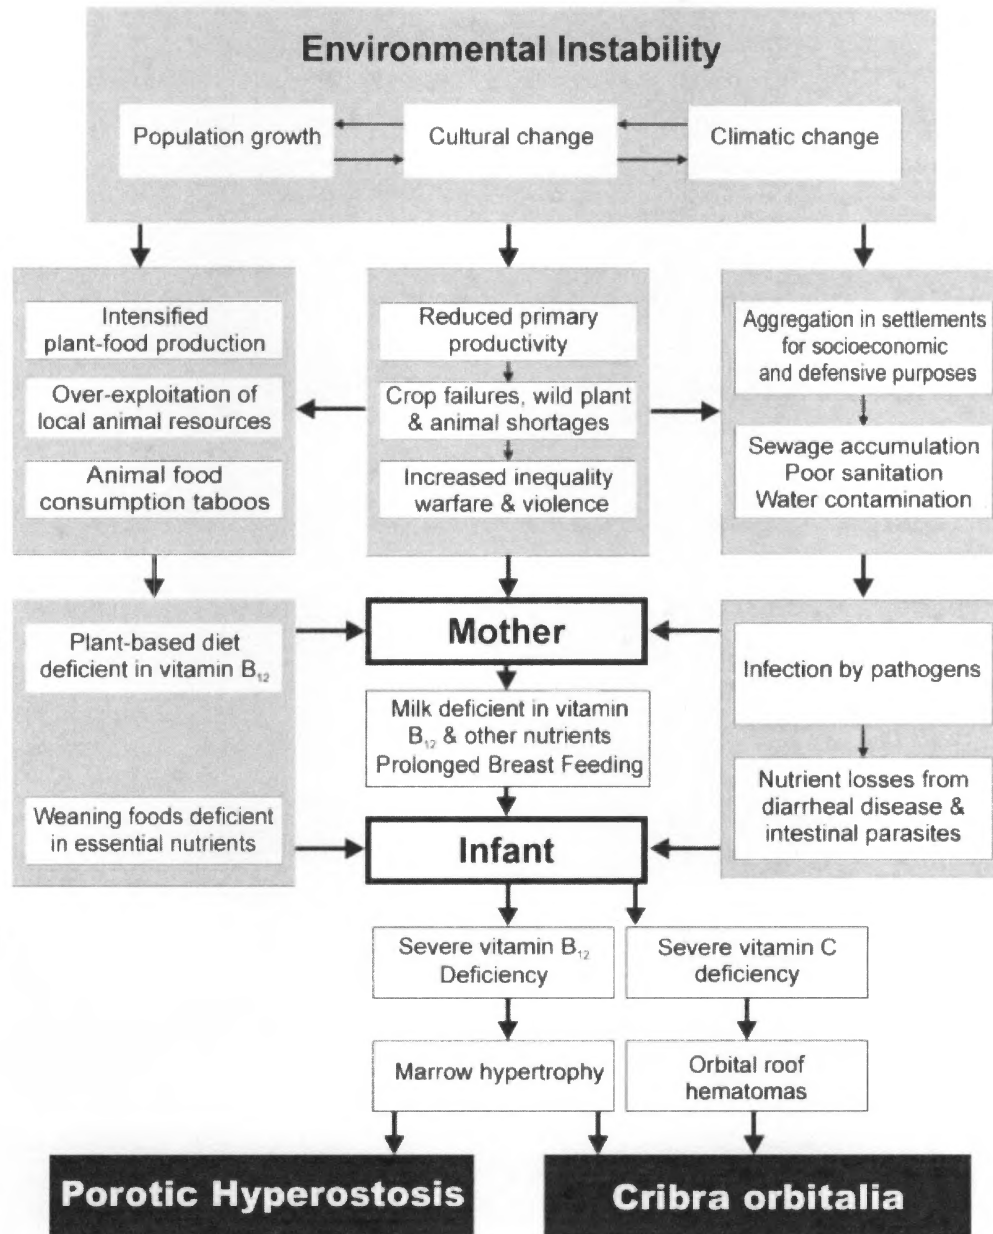 Environmental Instability
Population growth
Cultural change
Climatic change
Intensified
plant-food production
Over-exploitation of
local animal resources
Animal food
consumption taboos
Reduced primary
productivity
Crop failures, wild plant
& animal shortages
Increased inequality
warfare & violence
Aggregation in settlements
for socioeconomic
and defensive purposes
Sewage accumulation
Poor sanitation
Water contamination
Plant-based diet
deficient in vitamin B₁₂
Weaning foods deficient
in essential nutrients
Mother
Milk deficient in vitamin
B₁₂ & other nutrients
Prolonged Breast Feeding
Infant
Infection by pathogens
Nutrient losses from
diarrheal disease &
intestinal parasites
Severe vitamin B₁₂
Deficiency
Severe vitamin C
deficiency
Marrow hypertrophy
Orbital roof
hematomas
Porotic Hyperostosis
Cribra orbitalia